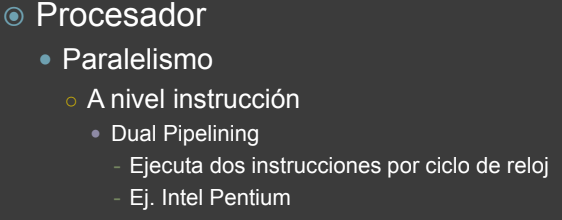 Procesador
Paralelismo
A nivel instrucción
Dual Pipelining
- Ejecuta dos instrucciones por ciclo de reloj
- Ej. Intel Pentium